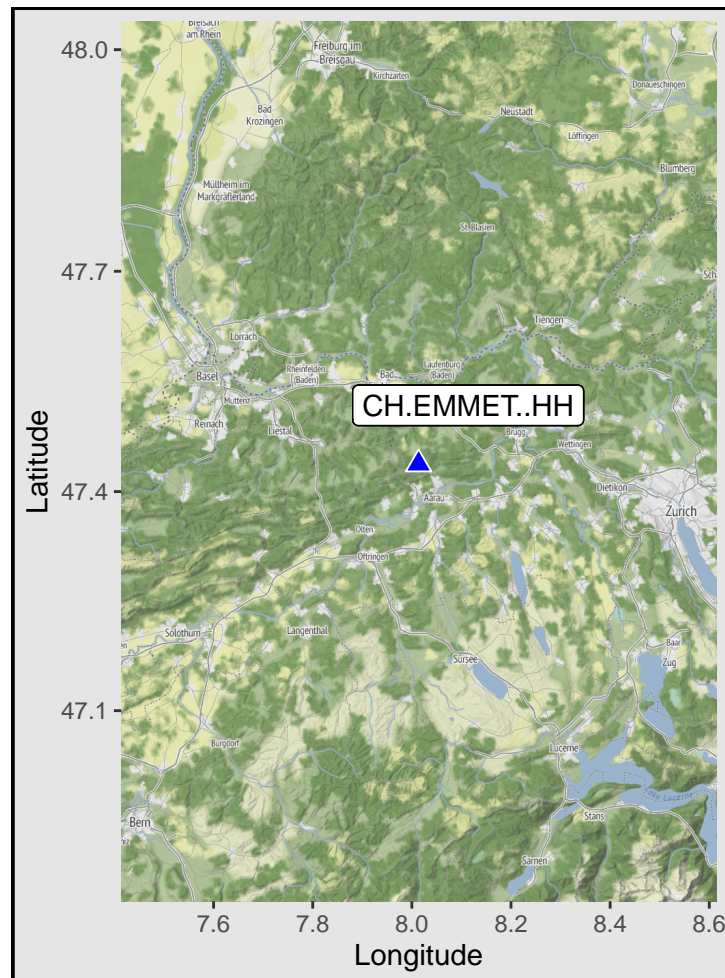 Breisach
am Rhein
48.0
Freiburg im
Breisgau
Kirchzarten
Donaueschingen
Bad
Krozingen
Neustadt
Löffingen
Blumberg
Müllheim im
Markgräflerland
St. Blasien
47.7
Tiengen
Lörrach
Basel
Rheinfelden
(Baden)
Bad
Laufenburg
(Baden)
Muttenz
CH.EMMET..HH
Reinach
Liestal
Brugg
Wettingen
47.4
Latitude
Aarau
Dietikon
Zurich
Olten
Oftringen
Solothurn
Langenthal
Sursee
Baar
Zug
47.1
Burgdorf
Lucerne
Lake Lucerne
Bern
Stans
Sarnen
7.6
7.8
8.0
8.2
8.4
8.6
Longitude